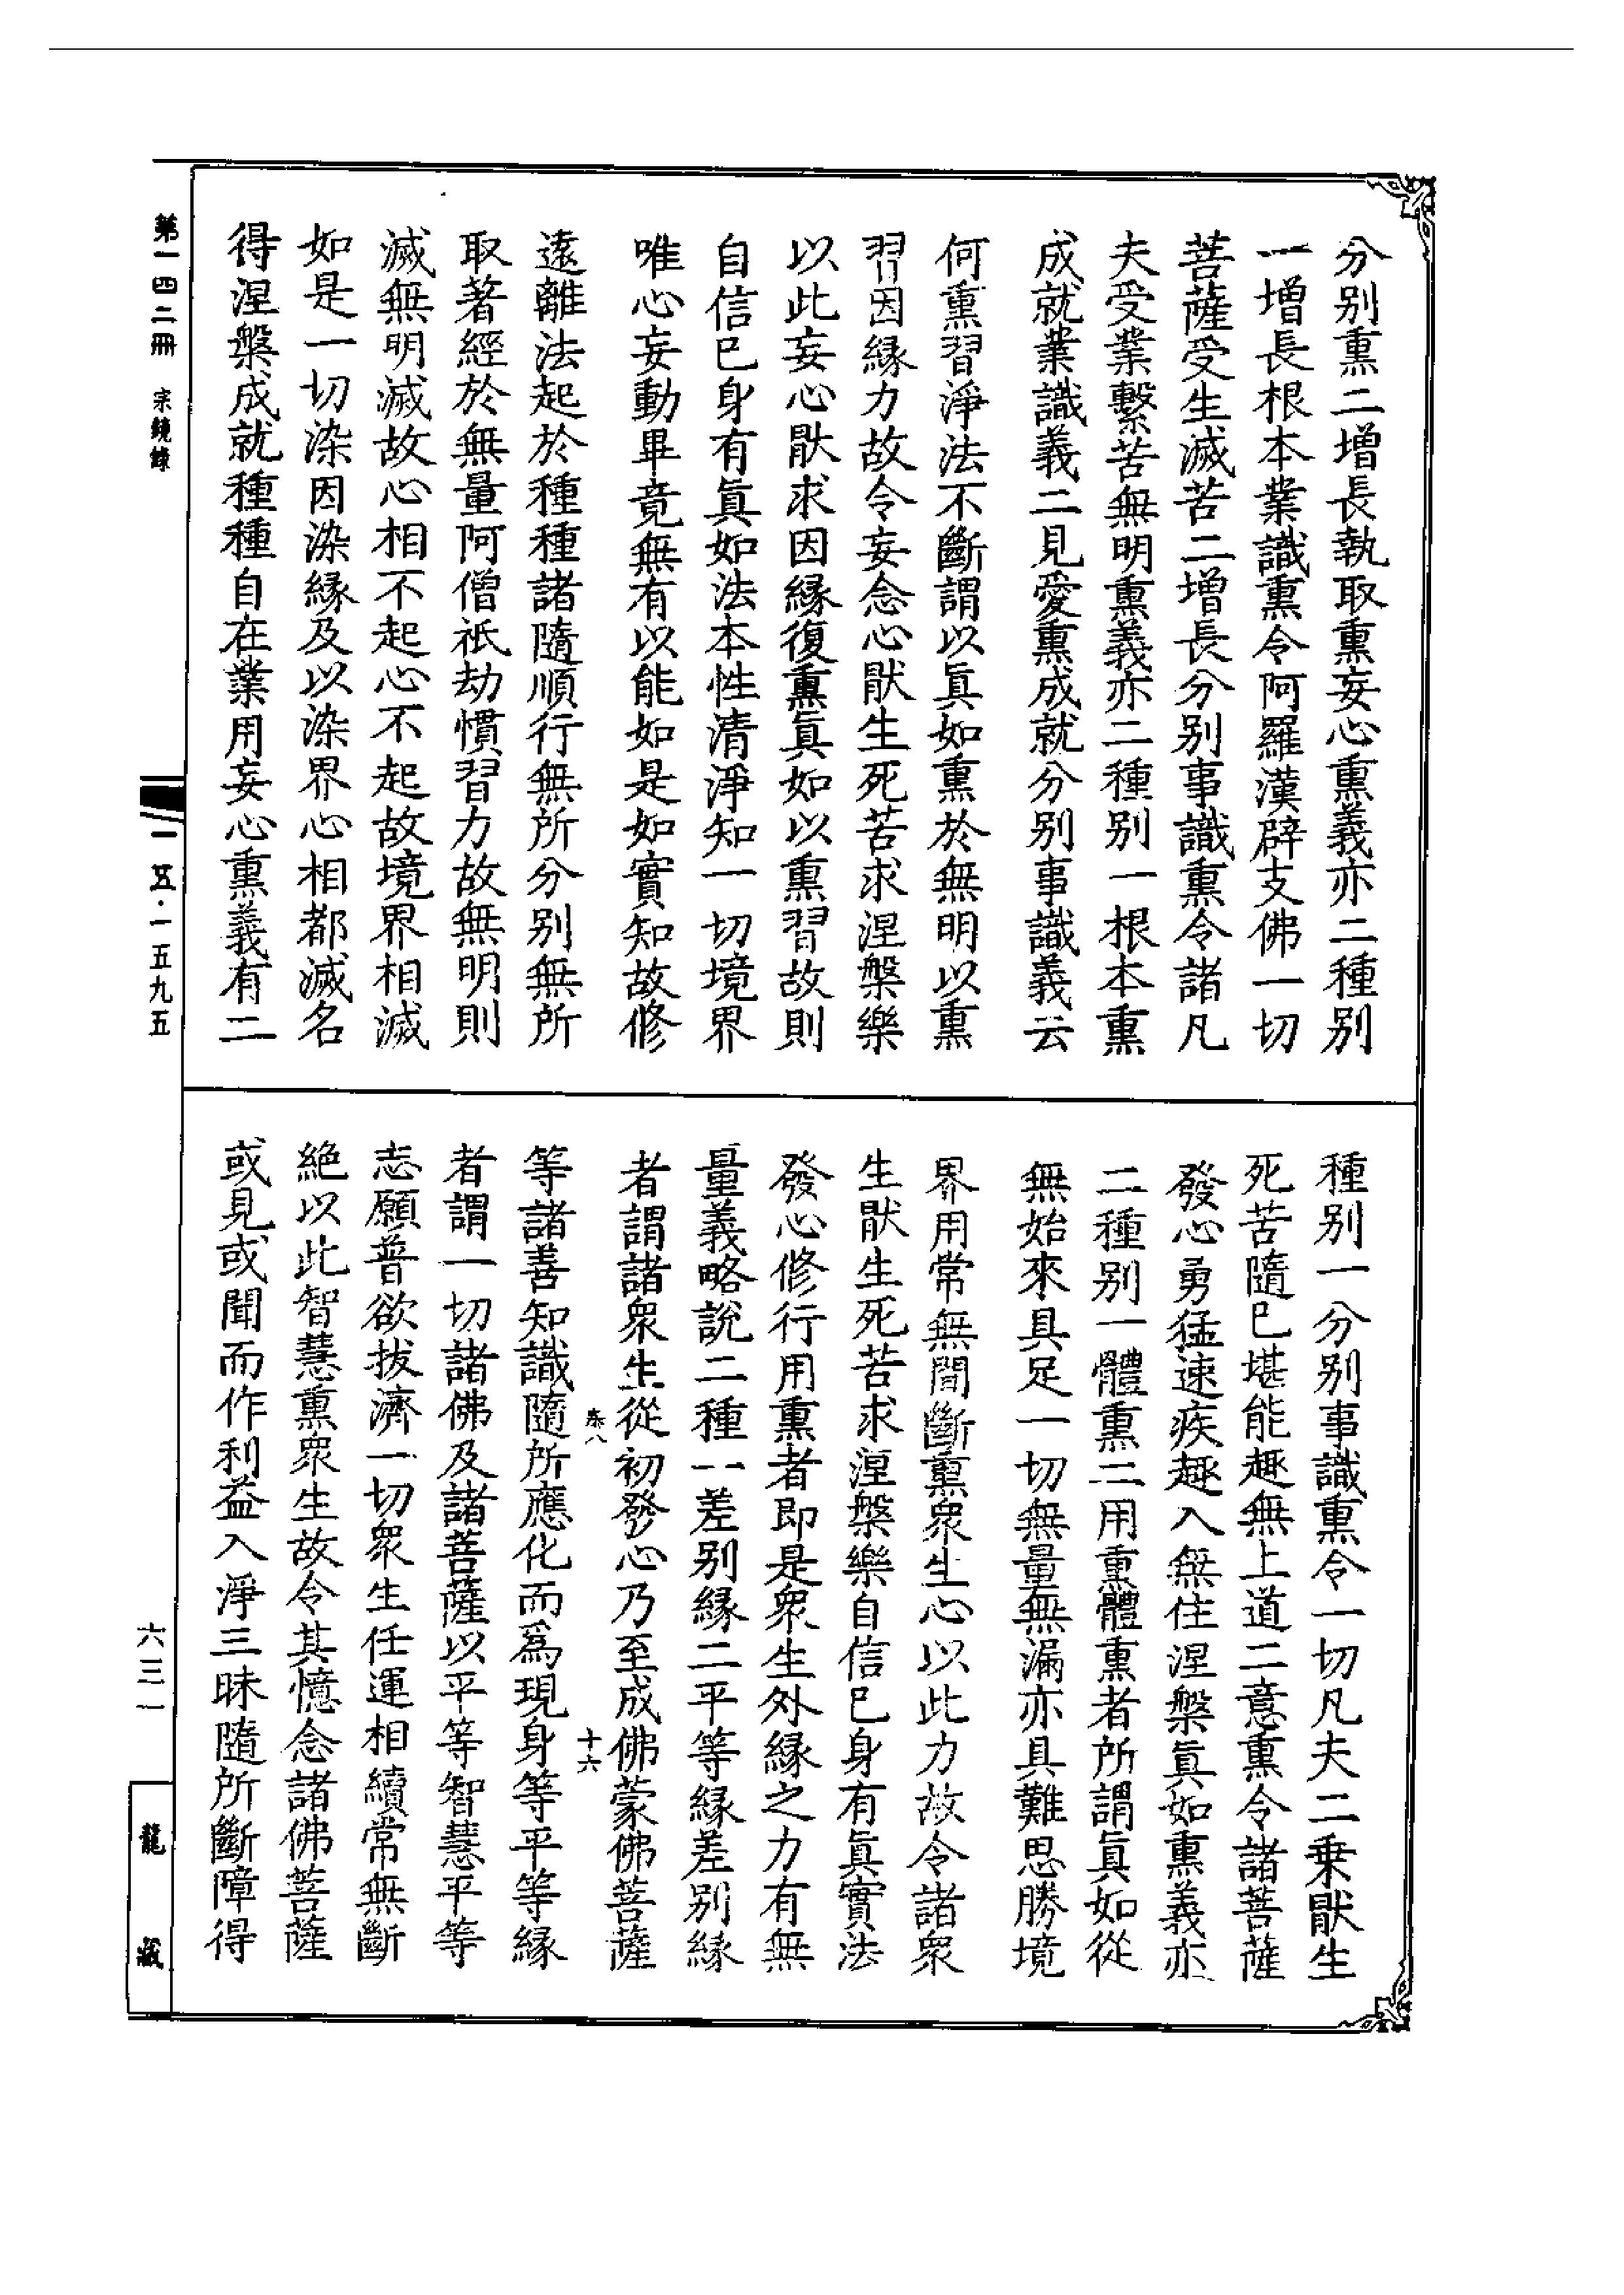 分别熏二增長執取熏妄心熏義亦二種别
一增長根本業識熏令阿羅漢辟支佛一切
菩薩受生滅苦二增長分别事識熏令諸凡
夫受業繫苦無明熏義亦二種别一根本熏
成就業識義二見愛熏成就分别事識義云
何熏習淨法不斷謂以眞如熏於無明以熏
習因緣力故令妄念心猒生死苦求涅槃樂
以此妄心猒求因緣復熏眞如以熏習故則
自信已身有眞如法本性清淨知一切境界
唯心妄動畢竟無有以能如是如實知故修
遠離法起於種種諸隨順行無所分别無所
取著經於無量阿僧祇劫慣習力故無明則
滅無明滅故心相不起心不起故境界相滅
如是一切染因染緣及以染界心相都滅名
得涅槃成就種種自在業用妄心熏義有二
種别一分别事識熏令一切凡夫二乗猒生
死苦隨已堪能趣無上道二意熏令諸菩薩
發心勇猛速疾趣入無住涅槃眞如熏義亦
二種别一體熏二用熏體熏者所謂眞如從
無始來具足一切無量無漏亦具難思勝境
界用常無間斷熏衆生心以此力故令諸衆
生猒生死苦求涅槃樂自信已身有眞實法
發心修行用熏者即是衆生外緣之力有無
量義略說二種一差别緣二平等緣差别緣
者謂諸衆生從初發心乃至成佛蒙佛菩薩
秦八 十六
等諸善知識隨所應化而爲現身等平等緣
者謂一切諸佛及諸菩薩以平等智慧平等
志願普欲拔濟一切衆生任運相續常無斷
絶以此智慧熏衆生故令其憶念諸佛菩薩
或見或聞而作利益入淨三昧隨所斷障得
第一四二冊 宗鏡錄
一五·一五九五
六三一
龍藏